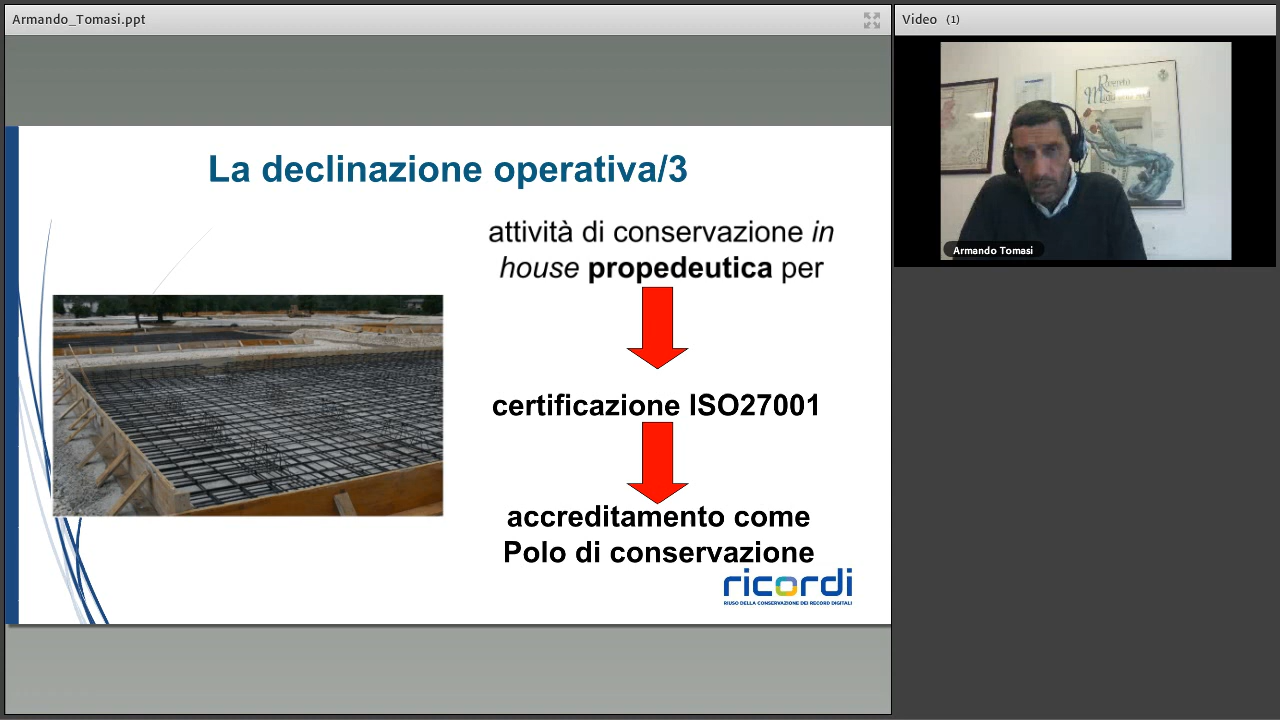 Armando_Tomasi.ppt
Video (1)
La declinazione operativa/3
attività di conservazione in
house propedeutica per
certificazione ISO27001
accreditamento come
Polo di conservazione
ricordi
RIUSO DELLA CONSERVAZIONE DEI RECORD DIGITALI
Armando Tomasi